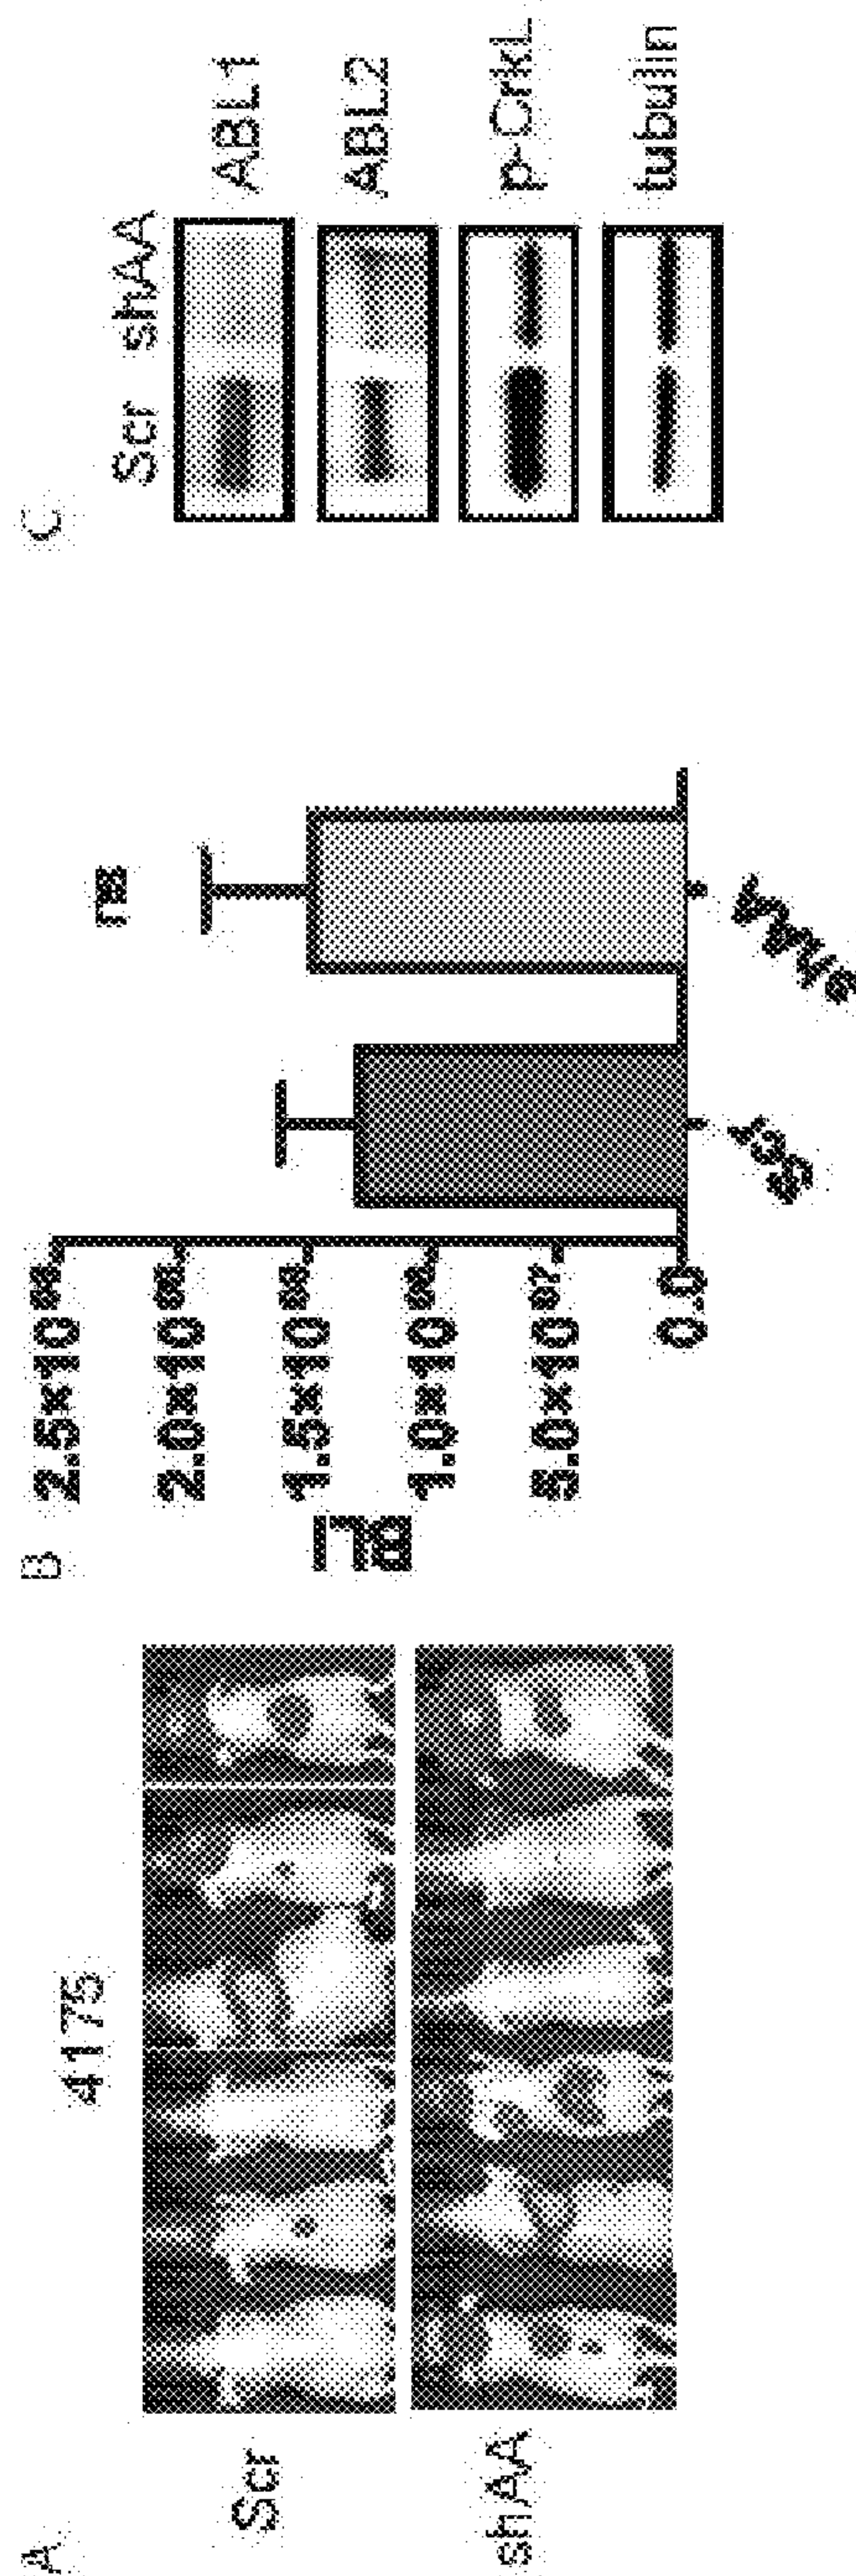 A
4175
Scr
shAA
B
BLI
2.5×10⁰⁸
2.0×10⁰⁸
1.5×10⁰⁸
1.0×10⁰⁸
5.0×10⁰⁷
0.0
ns
Scr
shAA
C
Scr shAA
ABL1
ABL2
p-CrkL
tubulin